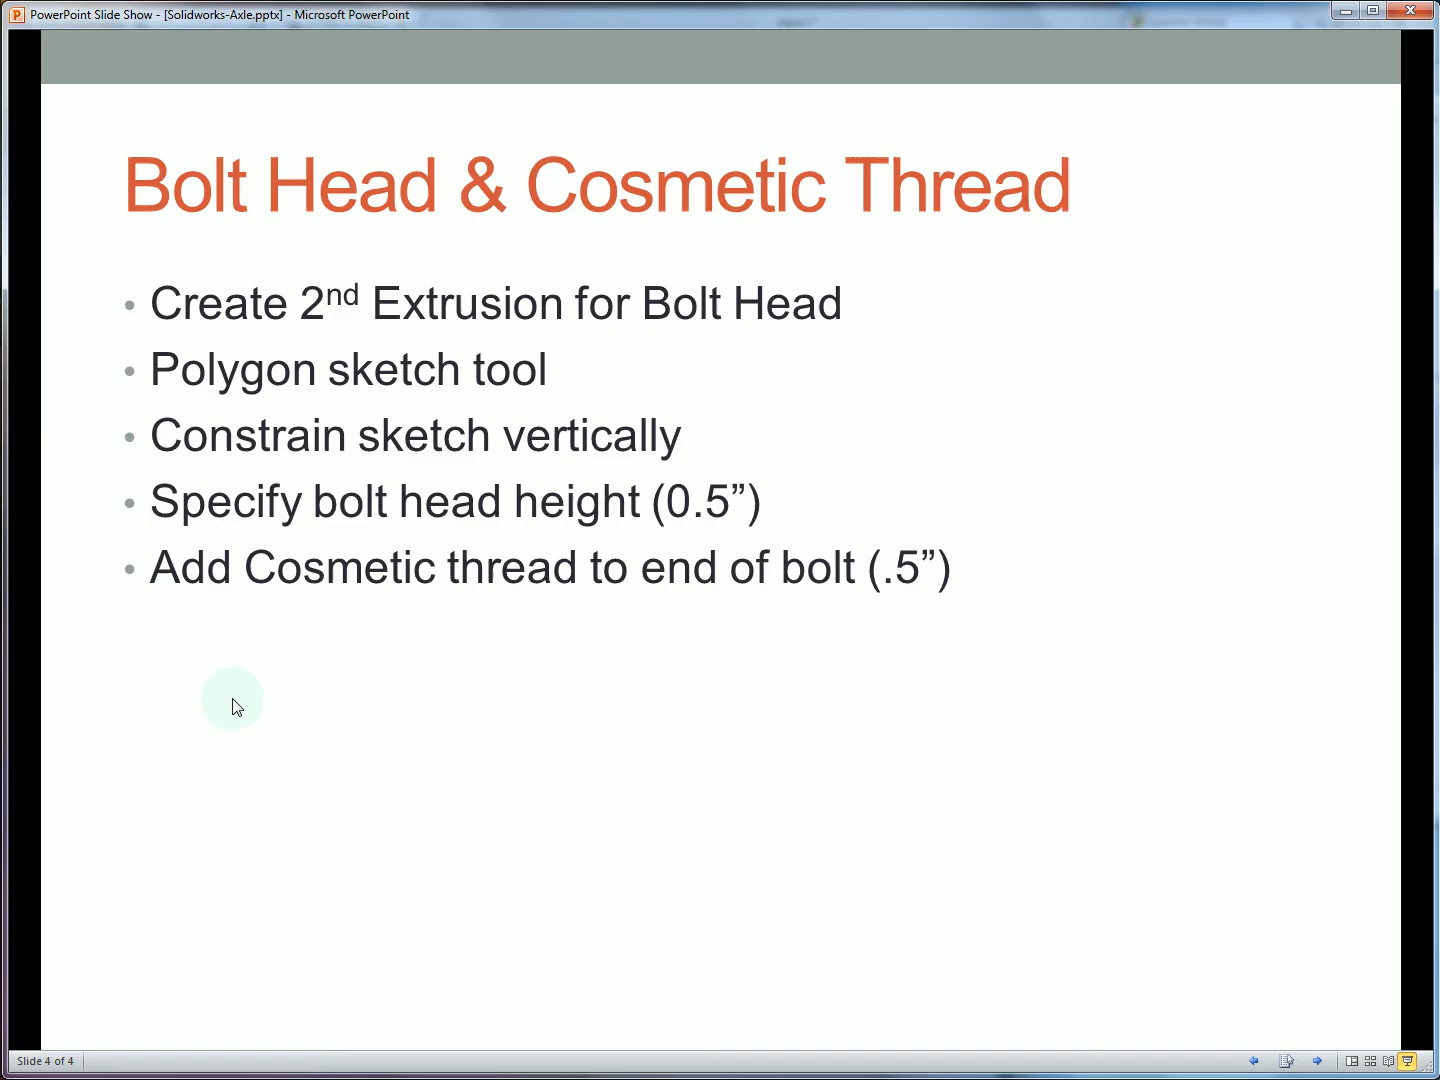 PowerPoint Slide Show - [Solidworks-Axle.pptx] - Microsoft PowerPoint
Bolt Head & Cosmetic Thread
• Create 2nd Extrusion for Bolt Head
• Polygon sketch tool
• Constrain sketch vertically
• Specify bolt head height (0.5”)
• Add Cosmetic thread to end of bolt (.5”)
Slide 4 of 4